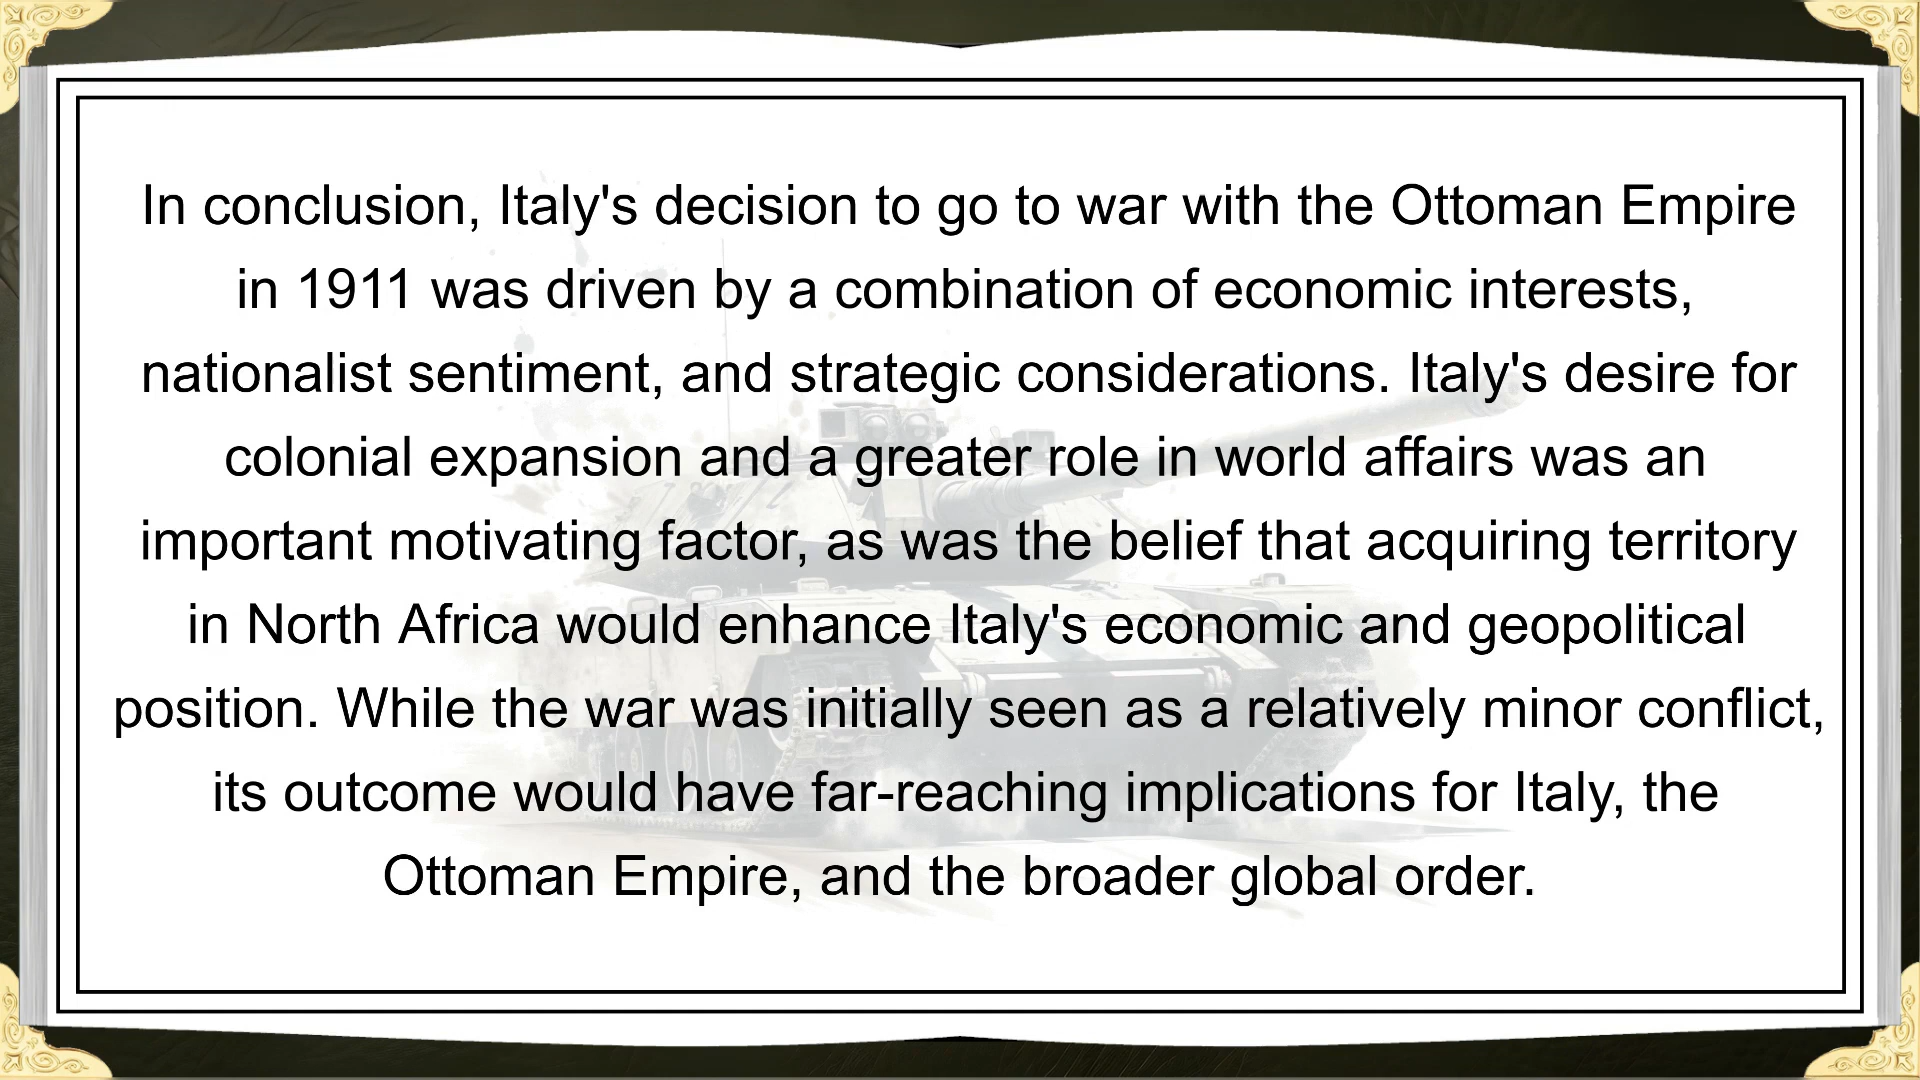 In conclusion, Italy's decision to go to war with the Ottoman Empire
in 1911 was driven by a combination of economic interests,
nationalist sentiment, and strategic considerations. Italy's desire for
colonial expansion and a greater role in world affairs was an
important motivating factor, as was the belief that acquiring territory
in North Africa would enhance Italy's economic and geopolitical
position. While the war was initially seen as a relatively minor conflict,
its outcome would have far-reaching implications for Italy, the
Ottoman Empire, and the broader global order.